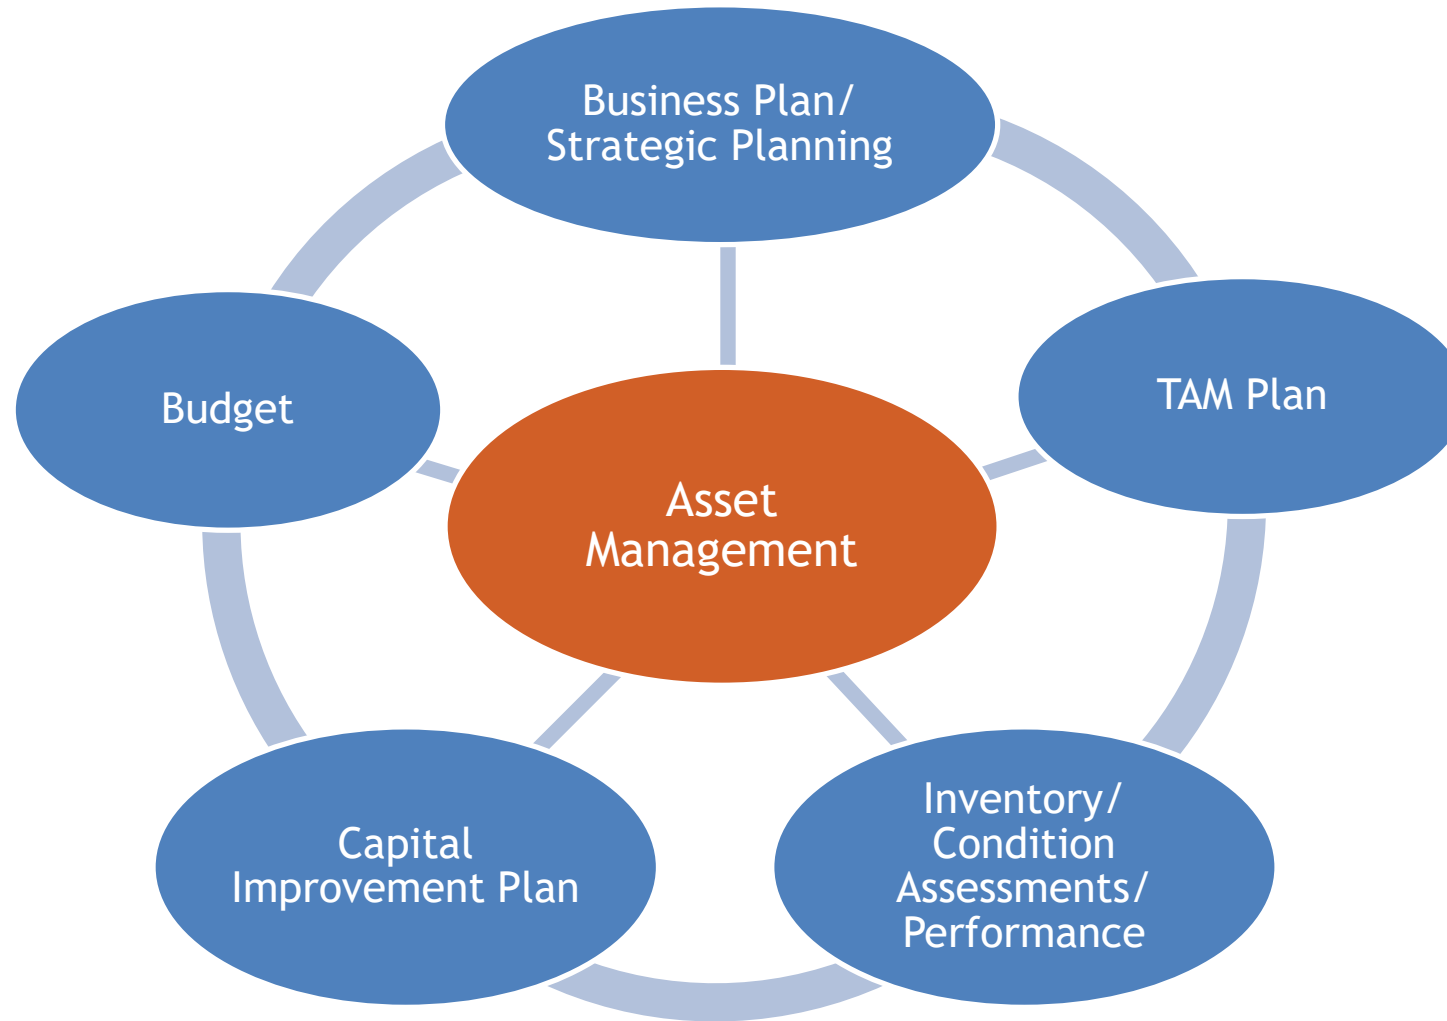 Business Plan/
Strategic Planning
TAM Plan
Budget
Asset
Management
Inventory/
Condition
Assessments/
Performance
Capital
Improvement Plan